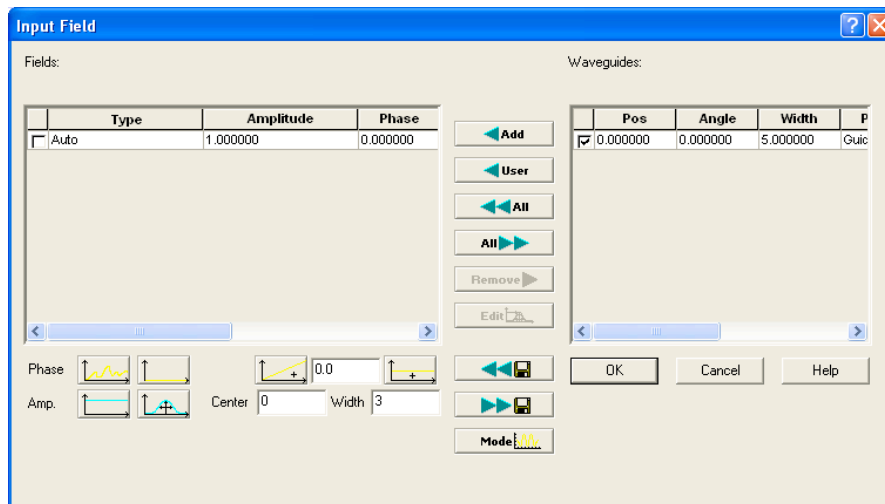 Input Field
Fields: Waveguides:
Type Amplitude Phase
Auto 1.000000 0.000000
Pos Angle Width P
0.000000 0.000000 5.000000 Guic
Add
User
All
All
Remove
Edit
Phase 0.0
Amp. Center 0 Width 3
Mode
OK Cancel Help